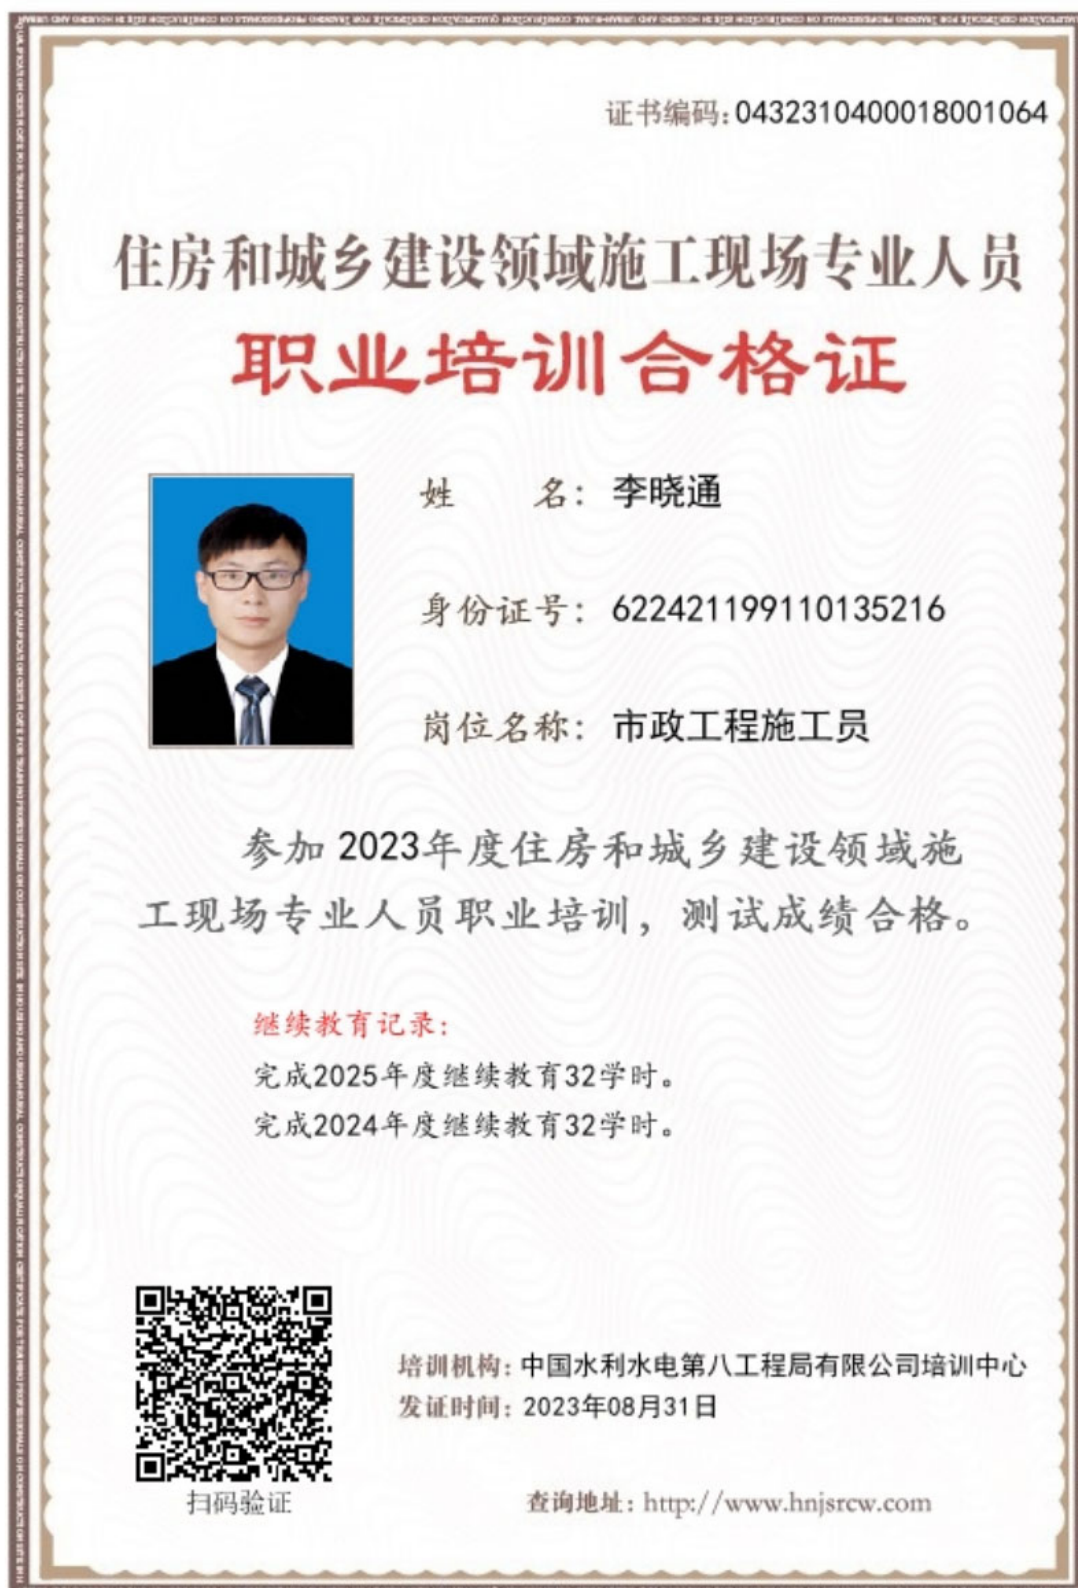 证书编码:0432310400018001064
住房和城乡建设领域施工现场专业人员
职业培训合格证
姓 名： 李晓通
身份证号： 622421199110135216
岗位名称： 市政工程施工员
参加 2023年度住房和城乡建设领域施
工现场专业人员职业培训，测试成绩合格。
继续教育记录：
完成2025年度继续教育32学时。
完成2024年度继续教育32学时。
培训机构: 中国水利水电第八工程局有限公司培训中心
发证时间: 2023年08月31日
扫码验证
查询地址: http://www.hnjsrcw.com